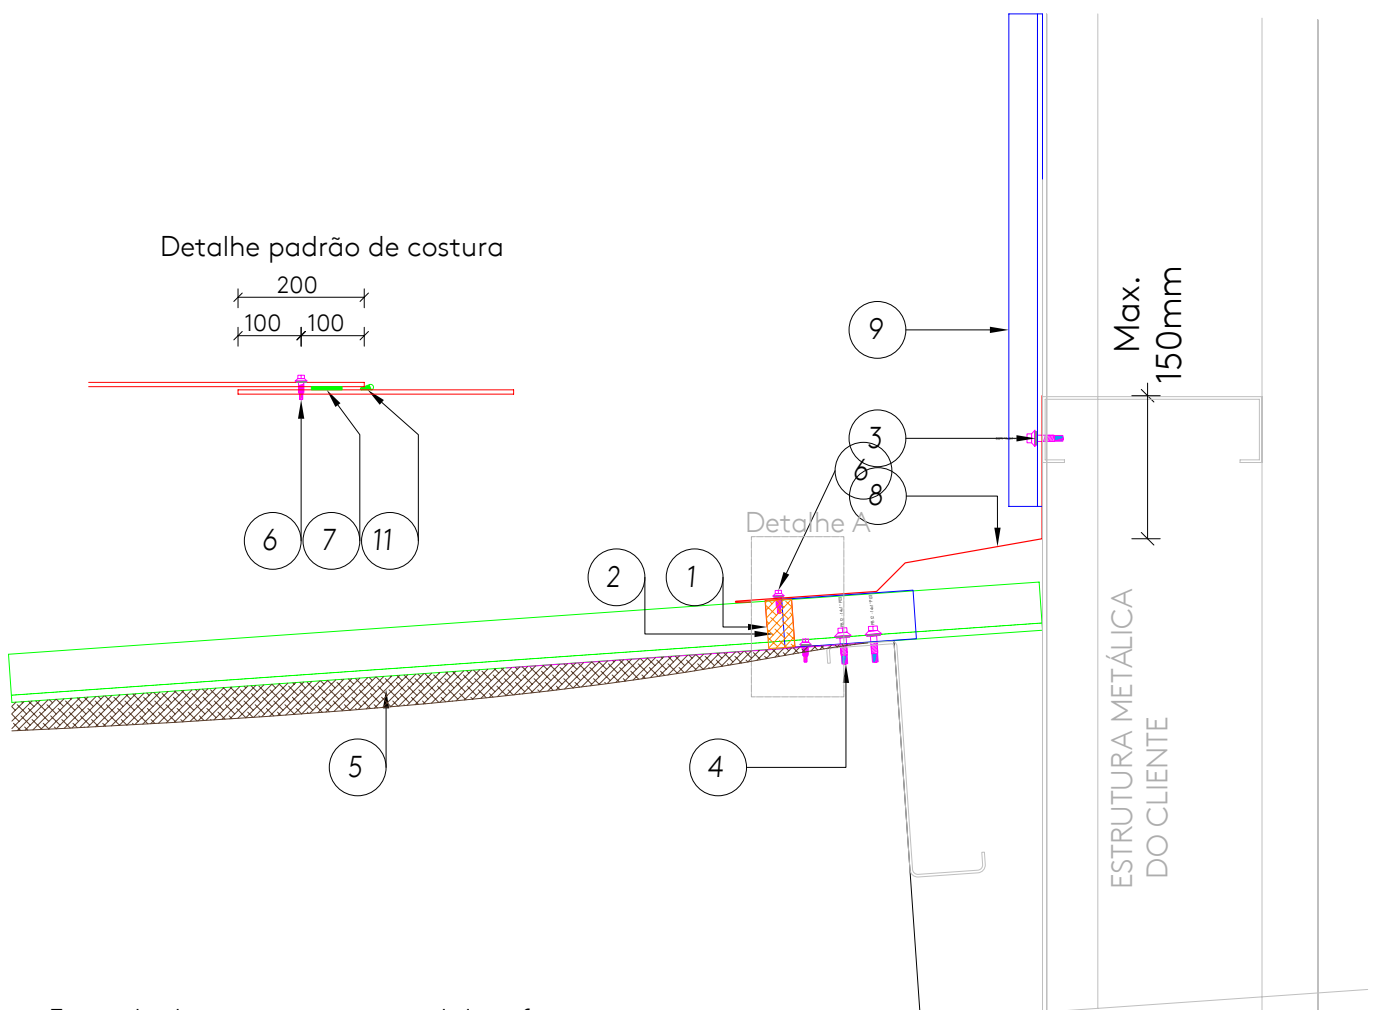 Detalhe padrão de costura
200
100
100
6
7
11
9
3
6
8
Max.
150mm
Detalhe A
2
1
5
4
ESTRUTURA METÁLICA
DO CLIENTE